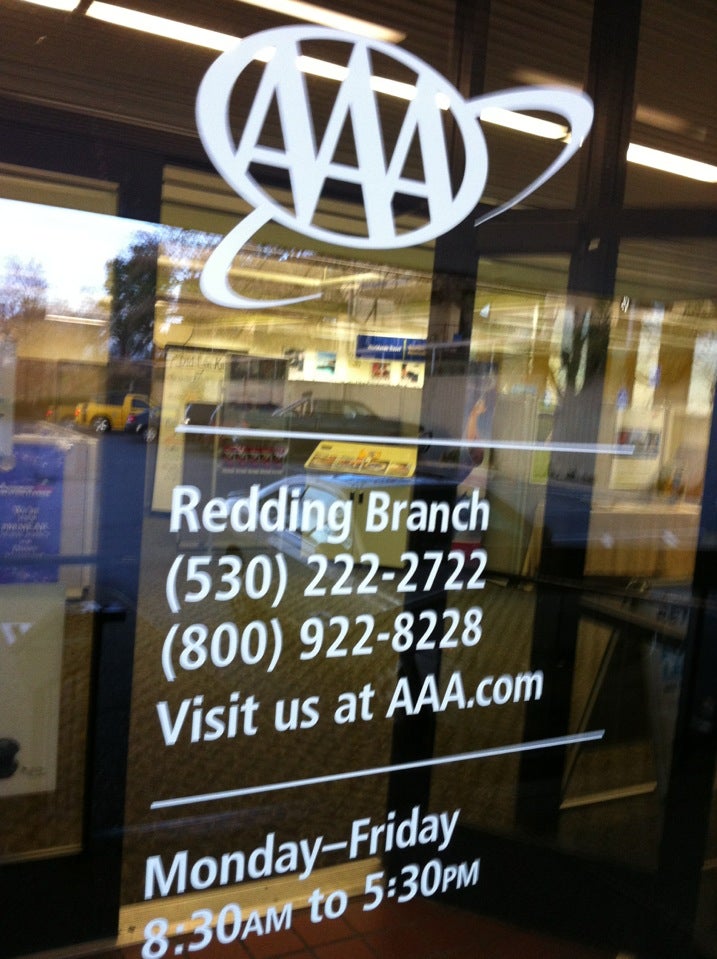 AAA
Redding Branch
(530) 222-2722
(800) 922-8228
Visit us at AAA.com
Monday–Friday
8:30AM to 5:30PM